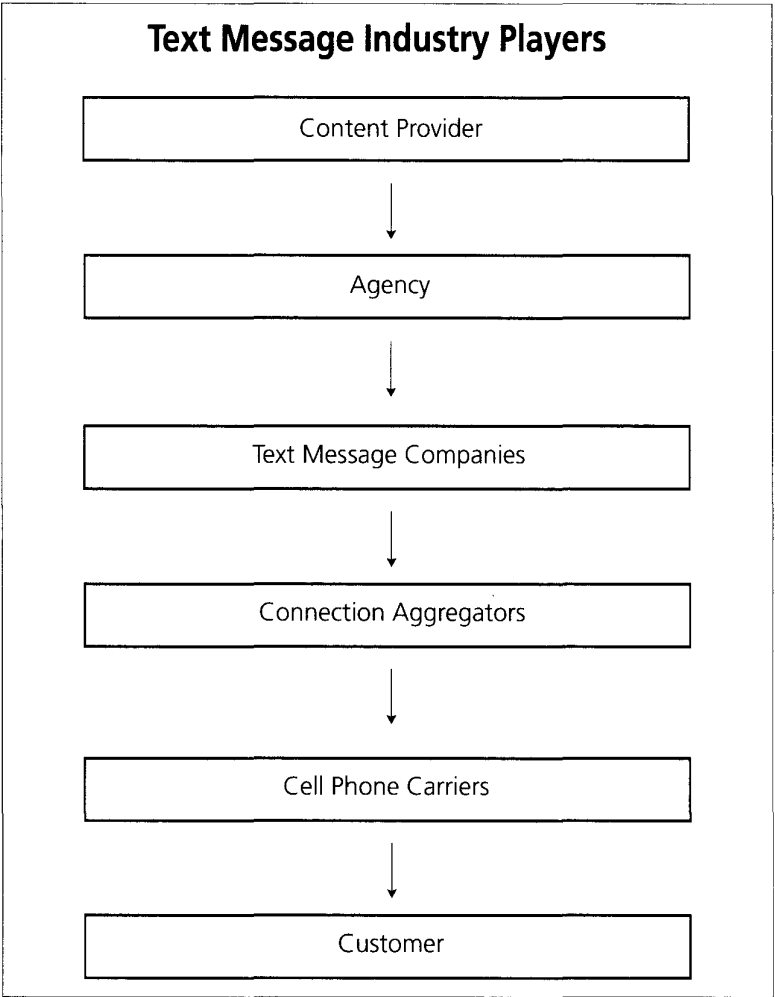 Text Message Industry Players
Content Provider
Agency
Text Message Companies
Connection Aggregators
Cell Phone Carriers
Customer